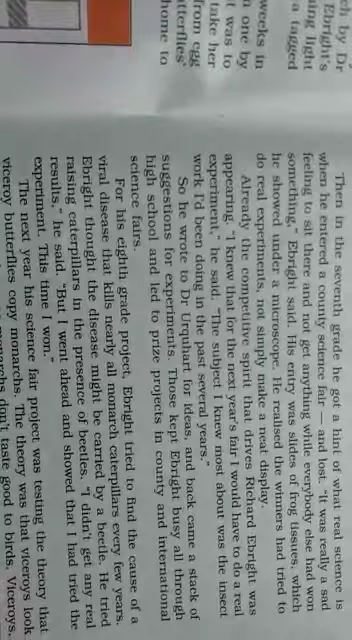 ch by Dr
Ebright's
ning light
a tagged
weeks in
n one by
t was to
take her
from egg
tterflies'
home to
Then in the seventh grade he got a hint of what real science is
when he entered a county science fair — and lost. "It was really a sad
feeling to sit there and not get anything while everybody else had won
something," Ebright said. His entry was slides of frog tissues, which
he showed under a microscope. He realised the winners had tried to
do real experiments, not simply make a neat display.
Already the competitive spirit that drives Richard Ebright was
appearing. "I knew that for the next year's fair I would have to do a real
experiment," he said. "The subject I knew most about was the insect
work I'd been doing in the past several years."
So he wrote to Dr Urquhart for ideas, and back came a stack of
suggestions for experiments. Those kept Ebright busy all through
high school and led to prize projects in county and international
science fairs.
For his eighth grade project, Ebright tried to find the cause of a
viral disease that kills nearly all monarch caterpillars every few years.
Ebright thought the disease might be carried by a beetle. He tried
raising caterpillars in the presence of beetles. "I didn't get any real
results," he said. "But I went ahead and showed that I had tried the
experiment. This time I won."
The next year his science fair project was testing the theory that
viceroy butterflies copy monarchs. The theory was that viceroys look
monarchs don't taste good to birds. Viceroys,